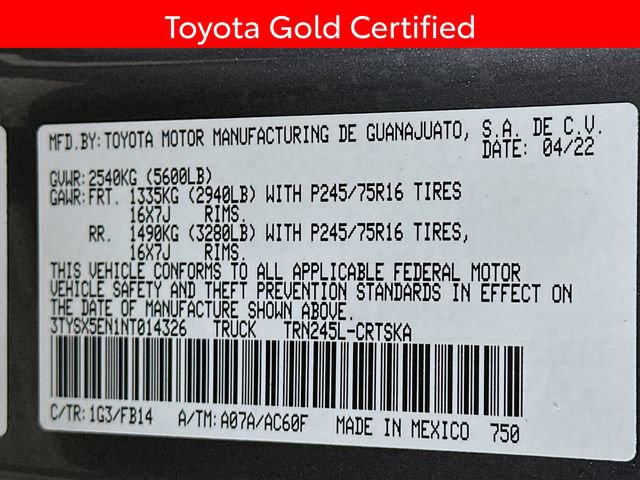 Toyota Gold Certified
MFD.BY: TOYOTA MOTOR MANUFACTURING DE GUANAJUATO, S.A. DE C.V.
DATE: 04/22
GVWR: 2540KG (5600LB)
GAWR: FRT. 1335KG (2940LB) WITH P245/75R16 TIRES
16X7J RIMS.
RR. 1490KG (3280LB) WITH P245/75R16 TIRES,
16X7J RIMS.
THIS VEHICLE CONFORMS TO ALL APPLICABLE FEDERAL MOTOR
VEHICLE SAFETY AND THEFT PREVENTION STANDARDS IN EFFECT ON
THE DATE OF MANUFACTURE SHOWN ABOVE.
3TYSX5EN1NT014326 TRUCK TRN245L-CRTSKA
C/TR: 1G3/FB14 A/TM: A07A/AC60F MADE IN MEXICO 750